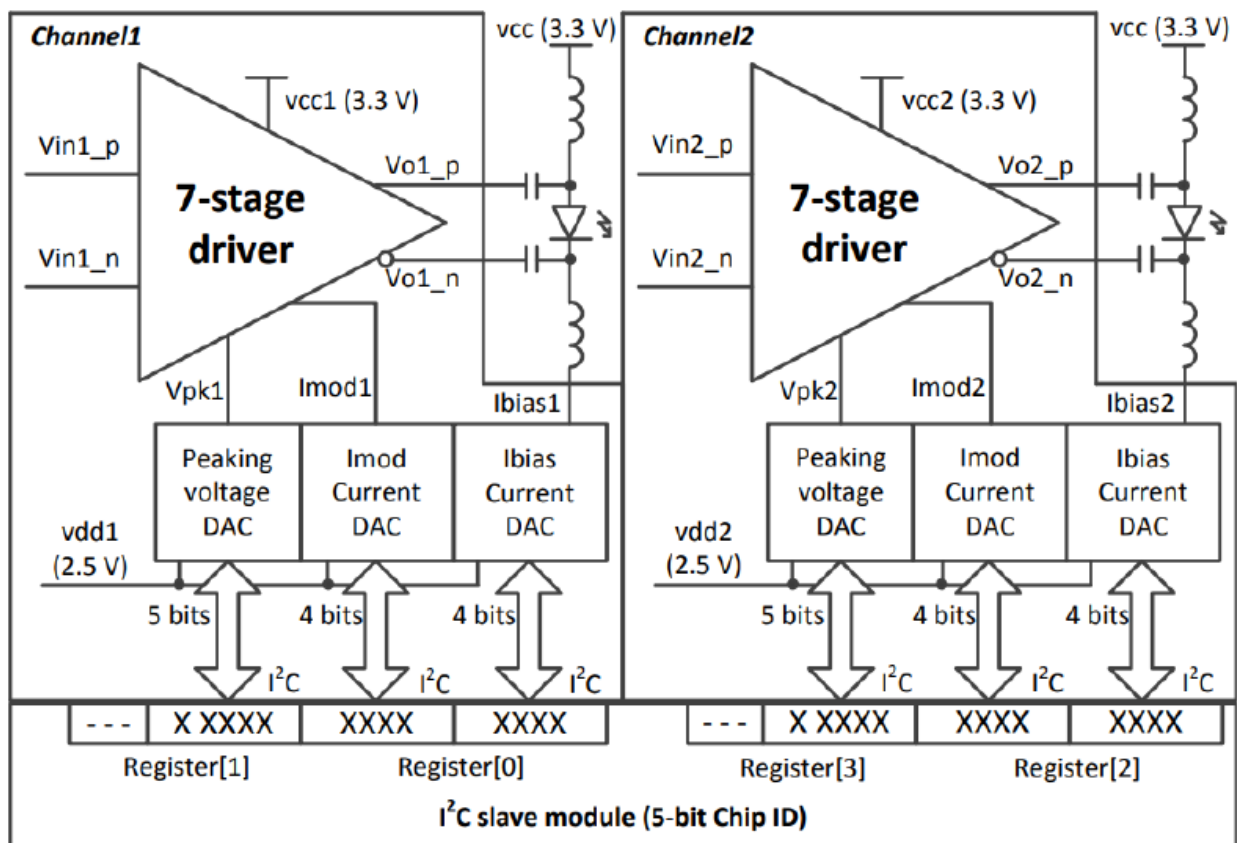 Channel1
vcc (3.3 V)
vcc1 (3.3 V)
Vin1_p
Vo1_p
7-stage
driver
Vin1_n
Vo1_n
Vpk1
Imod1
Ibias1
Peaking
voltage
DAC
Imod
Current
DAC
Ibias
Current
DAC
vdd1
(2.5 V)
5 bits
4 bits
4 bits
I²C
I²C
I²C
- - -
X XXXX
XXXX
XXXX
Register[1]
Register[0]
Channel2
vcc (3.3 V)
vcc2 (3.3 V)
Vin2_p
Vo2_p
7-stage
driver
Vin2_n
Vo2_n
Vpk2
Imod2
Ibias2
Peaking
voltage
DAC
Imod
Current
DAC
Ibias
Current
DAC
vdd2
(2.5 V)
5 bits
4 bits
4 bits
I²C
I²C
I²C
- - -
X XXXX
XXXX
XXXX
Register[3]
Register[2]
I²C slave module (5-bit Chip ID)